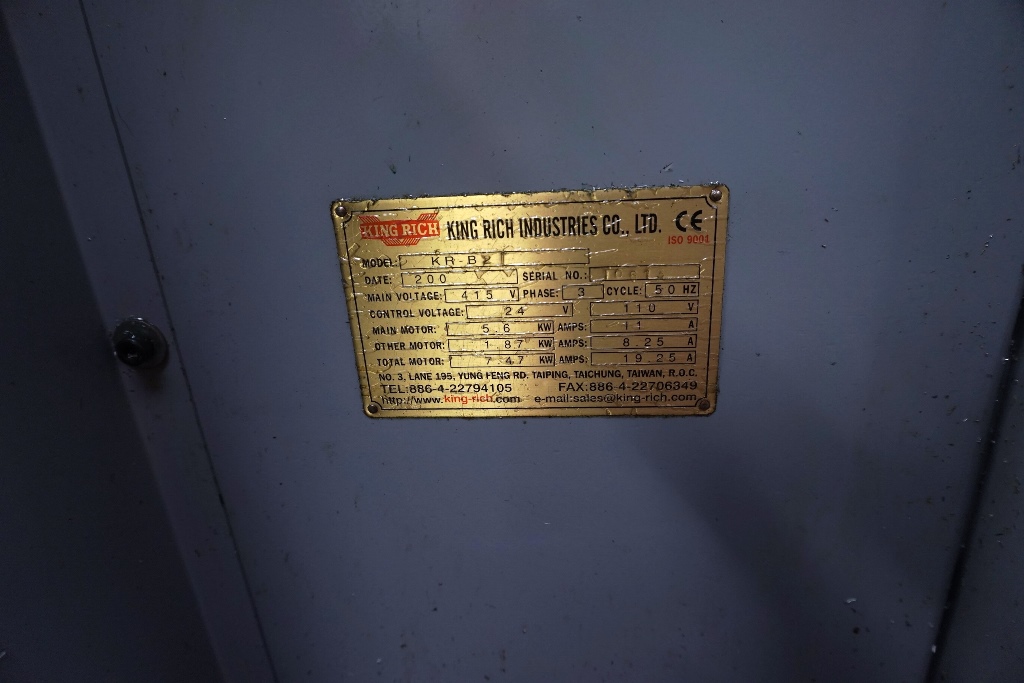 KING RICH KING RICH INDUSTRIES CO., LTD. CE
ISO 9001
MODEL:
DATE: SERIAL NO.:
MAIN VOLTAGE: 415 V PHASE: 3 CYCLE: 50 HZ
CONTROL VOLTAGE: 24 V 110 V
MAIN MOTOR: 5.6 KW AMPS: 11 A
OTHER MOTOR: 1.87 KW AMPS: 8.25 A
TOTAL MOTOR: 7.47 KW AMPS: 19.25 A
NO. 3, LANE 195, YUNG FENG RD. TAIPING, TAICHUNG, TAIWAN, R.O.C.
TEL:886-4-22794105 FAX:886-4-22706349
http://www.king-rich.com e-mail:sales@king-rich.com